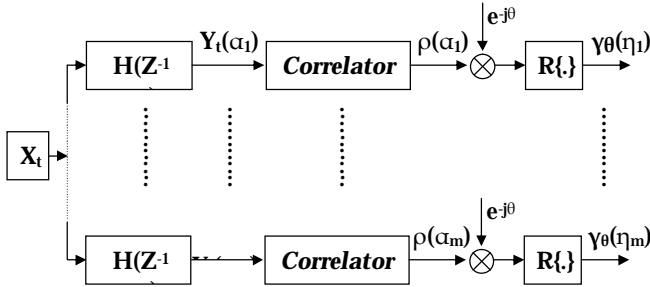 e-jθ
Yt(α1)
ρ(α1)
γθ(η1)
H(Z-1
Correlator
R{.}
Xt
e-jθ
ρ(αm)
γθ(ηm)
H(Z-1
Correlator
R{.}